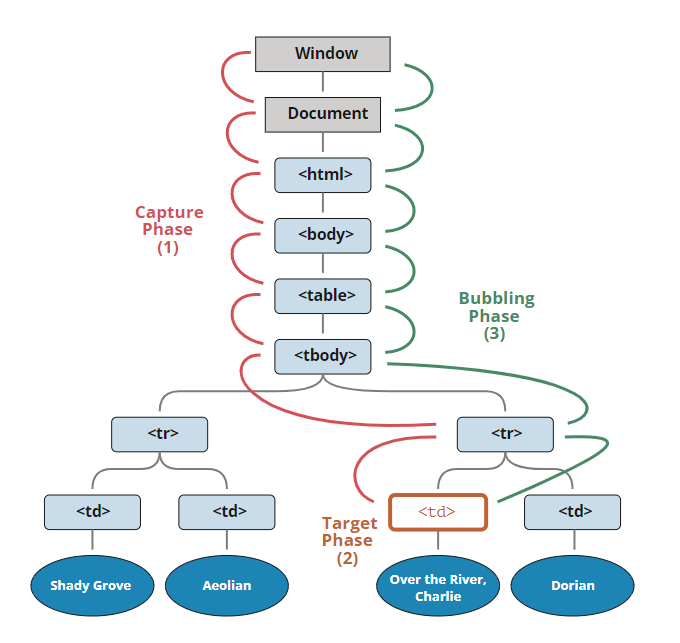 Window
Document
<html>
Capture
Phase
(1)
<body>
<table>
Bubbling
Phase
(3)
<tbody>
<tr>
<tr>
<td>
<td>
<td>
<td>
Target
Phase
(2)
Shady Grove
Aeolian
Over the River,
Charlie
Dorian